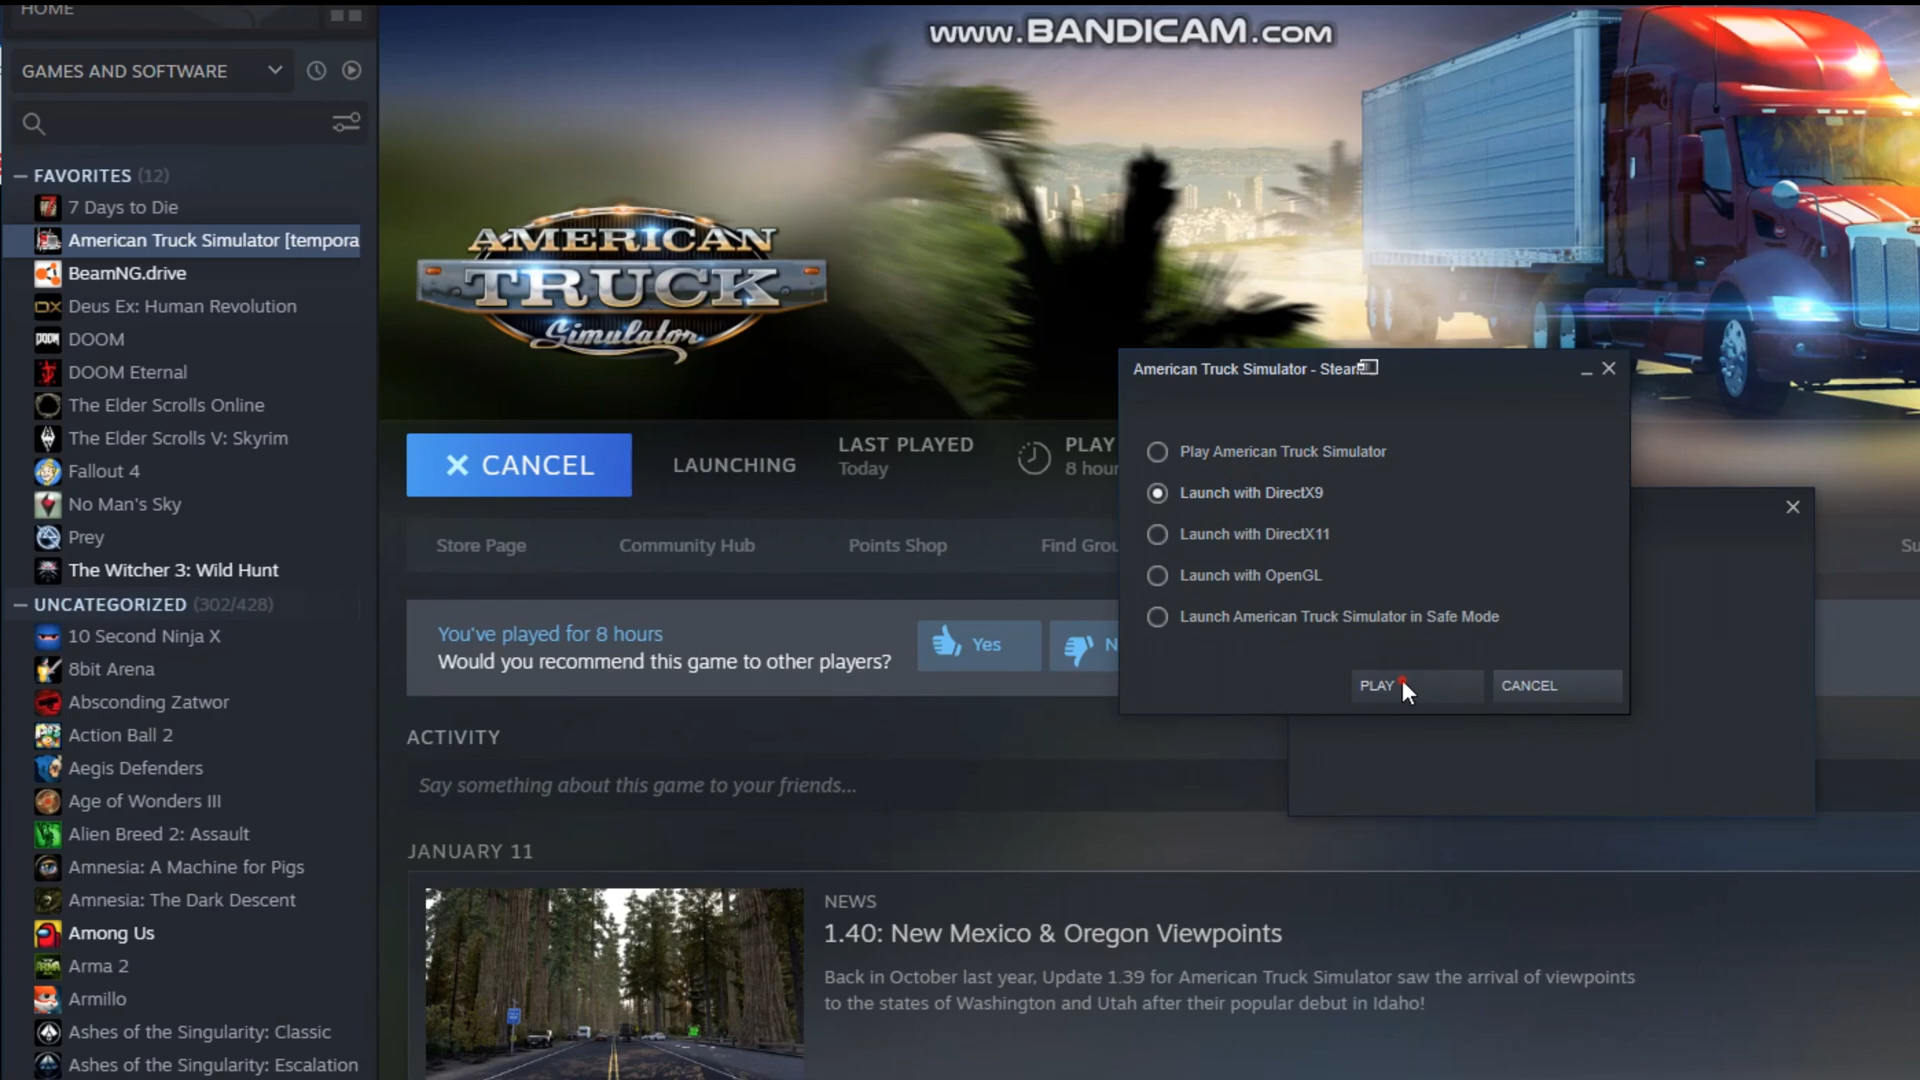 HOME
www.BANDICAM.com
GAMES AND SOFTWARE
FAVORITES (12)
7 Days to Die
American Truck Simulator [tempora
BeamNG.drive
Deus Ex: Human Revolution
DOOM
DOOM Eternal
The Elder Scrolls Online
The Elder Scrolls V: Skyrim
Fallout 4
No Man's Sky
Prey
The Witcher 3: Wild Hunt
UNCATEGORIZED (302/428)
10 Second Ninja X
8bit Arena
Absconding Zatwor
Action Ball 2
Aegis Defenders
Age of Wonders III
Alien Breed 2: Assault
Amnesia: A Machine for Pigs
Amnesia: The Dark Descent
Among Us
Arma 2
Armillo
Ashes of the Singularity: Classic
Ashes of the Singularity: Escalation
AMERICAN
TRUCK
Simulator
CANCEL
LAUNCHING
LAST PLAYED
Today
PLAY
8 hour
Store Page
Community Hub
Points Shop
Find Grou
Su
You've played for 8 hours
Would you recommend this game to other players?
Yes
N
American Truck Simulator - Steam
Play American Truck Simulator
Launch with DirectX9
Launch with DirectX11
Launch with OpenGL
Launch American Truck Simulator in Safe Mode
PLAY
CANCEL
ACTIVITY
Say something about this game to your friends...
JANUARY 11
NEWS
1.40: New Mexico & Oregon Viewpoints
Back in October last year, Update 1.39 for American Truck Simulator saw the arrival of viewpoints
to the states of Washington and Utah after their popular debut in Idaho!